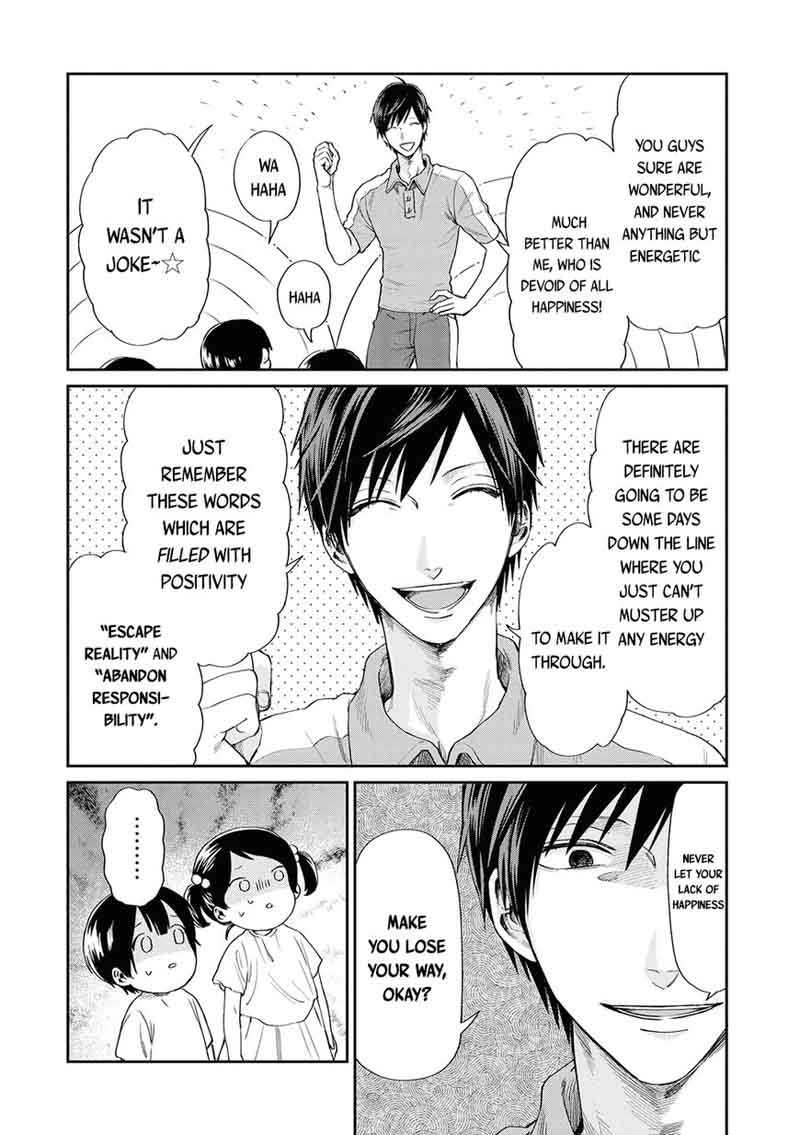 YOU GUYS
SURE ARE
WONDERFUL,
AND NEVER
ANYTHING BUT
ENERGETIC
MUCH
BETTER THAN
ME, WHO IS
DEVOID OF ALL
HAPPINESS!
WA
HAHA
HAHA
IT
WASN'T A
JOKE~☆
THERE ARE
DEFINITELY
GOING TO BE
SOME DAYS
DOWN THE LINE
WHERE YOU
JUST CAN'T
MUSTER UP
ANY ENERGY
TO MAKE IT
THROUGH.
JUST
REMEMBER
THESE WORDS
WHICH ARE
FILLED WITH
POSITIVITY
"ESCAPE
REALITY" AND
"ABANDON
RESPONSI-
BILITY".
NEVER
LET YOUR
LACK OF
HAPPINESS
MAKE
YOU LOSE
YOUR WAY,
OKAY?
.........